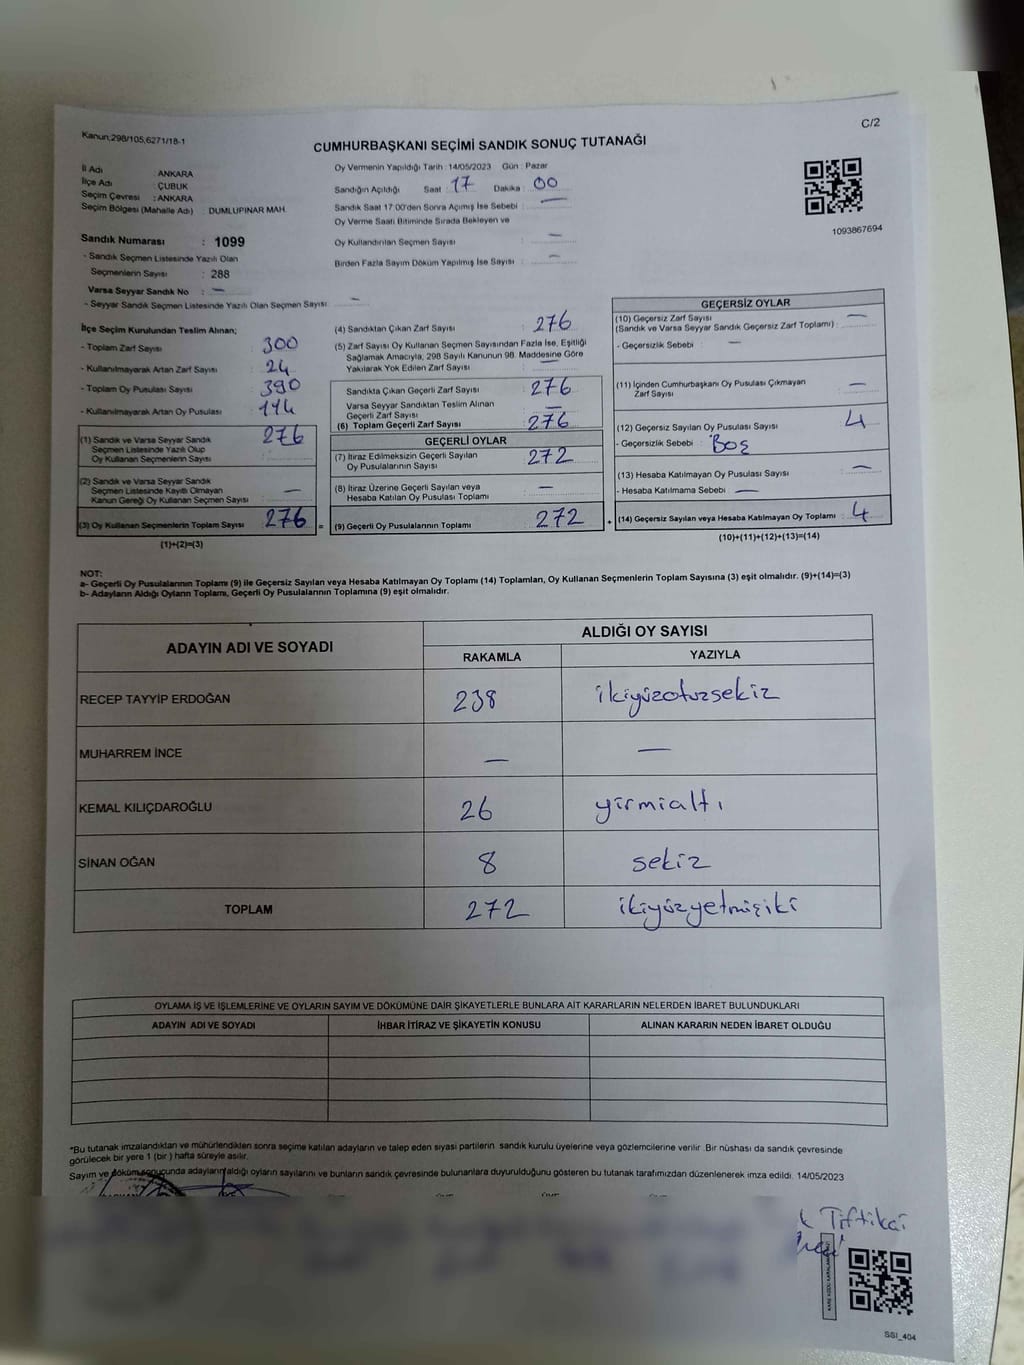 Kanun;298/105,6271/18-1
C/2
CUMHURBAŞKANI SEÇİMİ SANDIK SONUÇ TUTANAĞI
İl Adı ANKARA
İlçe Adı : ÇUBUK
Seçim Çevresi : ANKARA
Seçim Bölgesi (Mahalle Adı) : DUMLUPINAR MAH.
Oy Vermenin Yapıldığı Tarih : 14/05/2023 Gün : Pazar
Sandığın Açıldığı Saat : 17 Dakika : 00
Sandık Saat 17:00'den Sonra Açımış İse Sebebi : —
Oy Verme Saati Bitiminde Sırada Bekleyen ve
Oy Kullandırılan Seçmen Sayısı : —
Birden Fazla Sayım Döküm Yapılmış İse Sayısı : —
1093867694
Sandık Numarası : 1099
- Sandık Seçmen Listesinde Yazılı Olan
Seçmenlerin Sayısı : 288
Varsa Seyyar Sandık No : —
- Seyyar Sandık Seçmen Listesinde Yazılı Olan Seçmen Sayısı : —
İlçe Seçim Kurulundan Teslim Alınan;
- Toplam Zarf Sayısı : 300
- Kullanılmayarak Artan Zarf Sayısı : 24
- Toplam Oy Pusulası Sayısı : 390
- Kullanılmayarak Artan Oy Pusulası : 114
(1) Sandık ve Varsa Seyyar Sandık
Seçmen Listesinde Yazılı Olup
Oy Kullanan Seçmenlerin Sayısı : 276
(2) Sandık ve Varsa Seyyar Sandık
Seçmen Listesinde Kayıtlı Olmayan
Kanun Gereği Oy Kullanan Seçmen Sayısı : —
(3) Oy Kullanan Seçmenlerin Toplam Sayısı : 276 =
(1)+(2)=(3)
(4) Sandıktan Çıkan Zarf Sayısı : 276
(5) Zarf Sayısı Oy Kullanan Seçmen Sayısından Fazla İse, Eşitliği
Sağlamak Amacıyla, 298 Sayılı Kanunun 98. Maddesine Göre
Yakılarak Yok Edilen Zarf Sayısı : —
Sandıkta Çıkan Geçerli Zarf Sayısı : 276
Varsa Seyyar Sandıktan Teslim Alınan
Geçerli Zarf Sayısı : —
(6) Toplam Geçerli Zarf Sayısı : 276
GEÇERLİ OYLAR
(7) İtiraz Edilmeksizin Geçerli Sayılan
Oy Pusulalarının Sayısı : 272
(8) İtiraz Üzerine Geçerli Sayılan veya
Hesaba Katılan Oy Pusulası Toplamı : —
(9) Geçerli Oy Pusulalarının Toplamı : 272 +
GEÇERSİZ OYLAR
(10) Geçersiz Zarf Sayısı : —
(Sandık ve Varsa Seyyar Sandık Geçersiz Zarf Toplamı)
- Geçersizlik Sebebi : —
(11) İçinden Cumhurbaşkanı Oy Pusulası Çıkmayan
Zarf Sayısı : —
(12) Geçersiz Sayılan Oy Pusulası Sayısı : 4
- Geçersizlik Sebebi : Boş
(13) Hesaba Katılmayan Oy Pusulası Sayısı : —
- Hesaba Katılmama Sebebi : —
(14) Geçersiz Sayılan veya Hesaba Katılmayan Oy Toplamı : 4
(10)+(11)+(12)+(13)=(14)
NOT:
a- Geçerli Oy Pusulalarının Toplamı (9) ile Geçersiz Sayılan veya Hesaba Katılmayan Oy Toplamı (14) Toplamları, Oy Kullanan Seçmenlerin Toplam Sayısına (3) eşit olmalıdır. (9)+(14)=(3)
b- Adayların Aldığı Oyların Toplamı, Geçerli Oy Pusulalarının Toplamına (9) eşit olmalıdır.
ADAYIN ADI VE SOYADI ALDIĞI OY SAYISI
RAKAMLA YAZIYLA
RECEP TAYYİP ERDOĞAN 238 ikiyüzotuzsekiz
MUHARREM İNCE — —
KEMAL KILIÇDAROĞLU 26 yirmialtı
SİNAN OĞAN 8 sekiz
TOPLAM 272 ikiyüzyetmişiki
OYLAMA İŞ VE İŞLEMLERİNE VE OYLARIN SAYIM VE DÖKÜMÜNE DAİR ŞİKAYETLERLE BUNLARA AİT KARARLARIN NELERDEN İBARET BULUNDUKLARI
ADAYIN ADI VE SOYADI İHBAR İTİRAZ VE ŞİKAYETİN KONUSU ALINAN KARARIN NEDEN İBARET OLDUĞU
*Bu tutanak imzalandıktan ve mühürlendikten sonra seçime katılan adayların ve talep eden siyasi partilerin sandık kurulu üyelerine veya gözlemcilerine verilir. Bir nüshası da sandık çevresinde
görülecek bir yere 1 (bir) hafta süreyle asılır.
Sayım ve döküm sonucunda adayların aldığı oyların sayılarını ve bunların sandık çevresinde bulunanlara duyurulduğunu gösteren bu tutanak tarafımızdan düzenlenerek imza edildi. 14/05/2023
Tiftikci
SSI_404